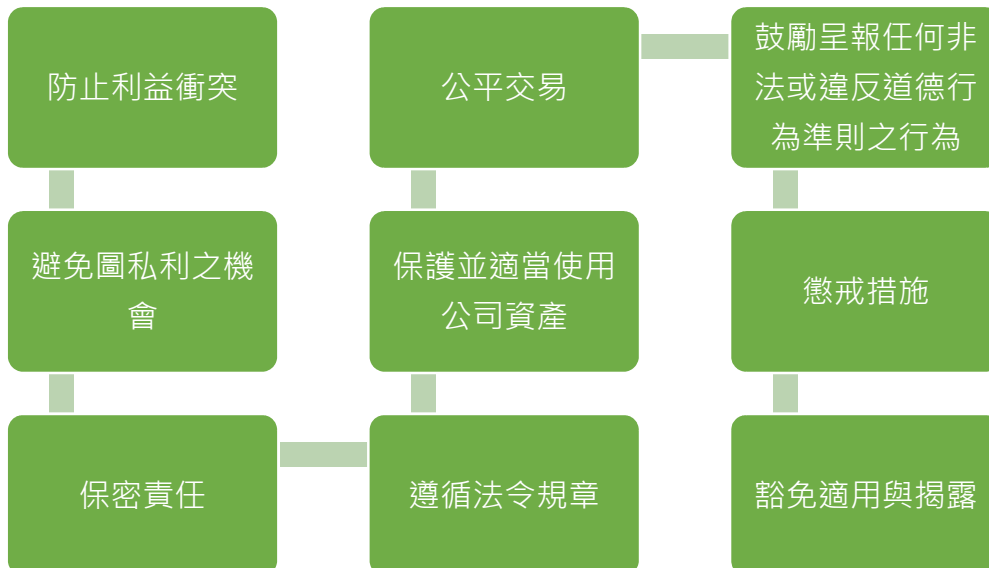 防止利益衝突
避免圖私利之機
會
保密責任
遵循法令規章
保護並適當使用
公司資產
公平交易
鼓勵呈報任何非
法或違反道德行
為準則之行為
懲戒措施
豁免適用與揭露